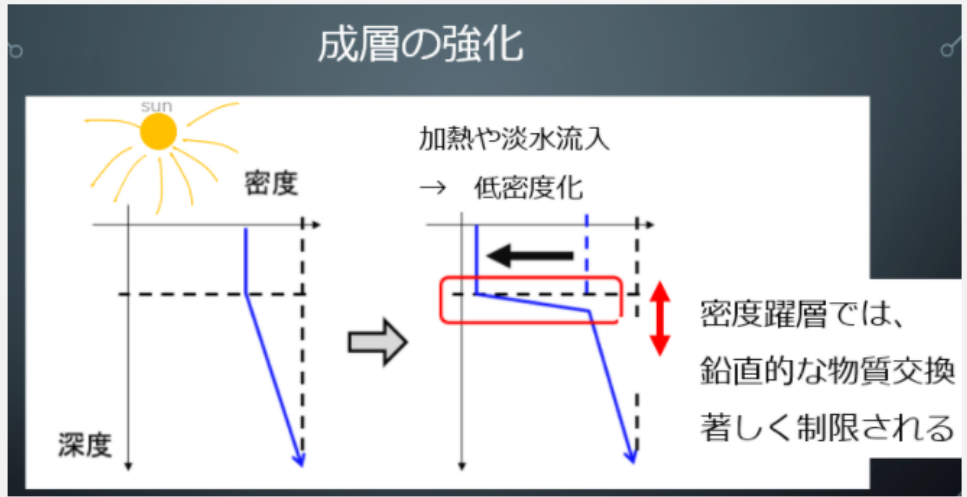 成層の強化
sun
密度
深度
加熱や淡水流入
→ 低密度化
密度躍層では、
鉛直的な物質交換
著しく制限される